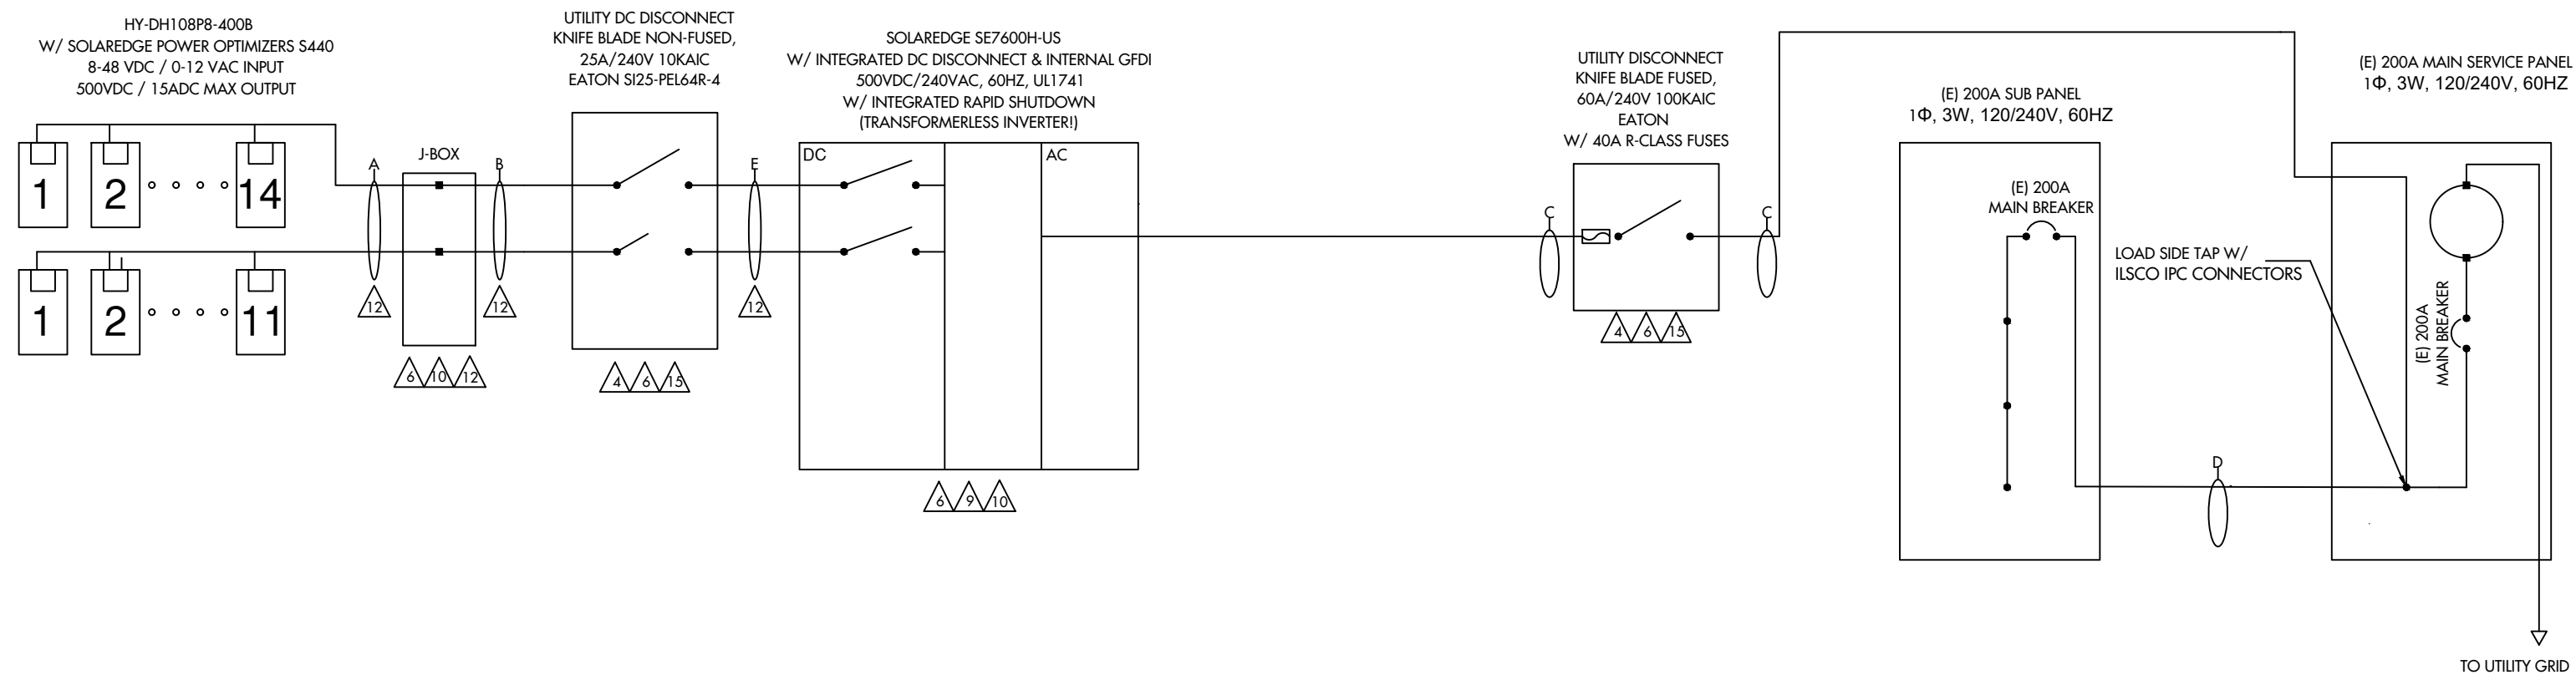 HY-DH108P8-400B
W/ SOLAREDGE POWER OPTIMIZERS S440
8-48 VDC / 0-12 VAC INPUT
500VDC / 15ADC MAX OUTPUT
1
2
14
1
2
11
A
12
J-BOX
6
10
12
B
12
UTILITY DC DISCONNECT
KNIFE BLADE NON-FUSED,
25A/240V 10KAIC
EATON SI25-PEL64R-4
4
6
15
E
12
SOLAREDGE SE7600H-US
W/ INTEGRATED DC DISCONNECT & INTERNAL GFDI
500VDC/240VAC, 60HZ, UL1741
W/ INTEGRATED RAPID SHUTDOWN
(TRANSFORMERLESS INVERTER!)
DC
AC
6
9
10
C
UTILITY DISCONNECT
KNIFE BLADE FUSED,
60A/240V 100KAIC
EATON
W/ 40A R-CLASS FUSES
4
6
15
C
(E) 200A SUB PANEL
1Φ, 3W, 120/240V, 60HZ
(E) 200A
MAIN BREAKER
LOAD SIDE TAP W/
ILSCO IPC CONNECTORS
D
(E) 200A MAIN SERVICE PANEL
1Φ, 3W, 120/240V, 60HZ
(E) 200A
MAIN BREAKER
TO UTILITY GRID